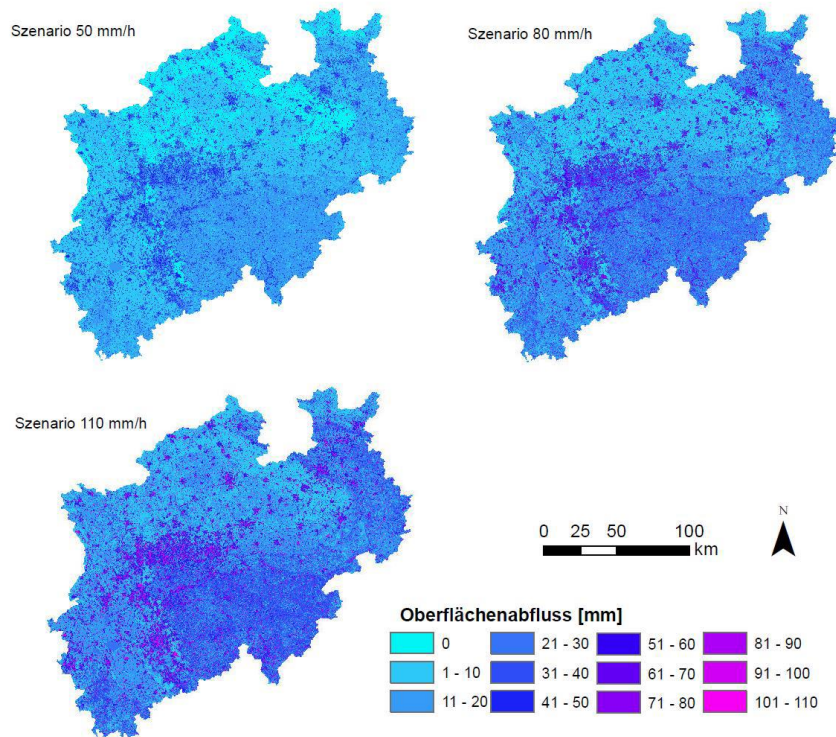 Szenario 50 mm/h
Szenario 80 mm/h
Szenario 110 mm/h
N
0 25 50 100
km
Oberflächenabfluss [mm]
0 21 - 30 51 - 60 81 - 90
1 - 10 31 - 40 61 - 70 91 - 100
11 - 20 41 - 50 71 - 80 101 - 110